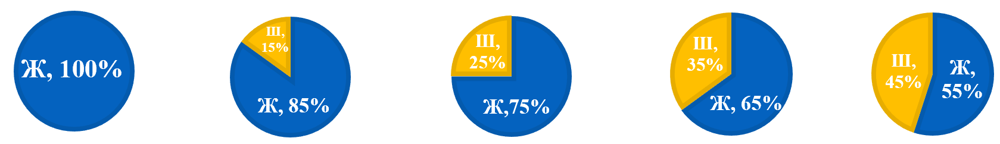 Ж, 100%
Ш,
15%
Ж, 85%
Ш,
25%
Ж,75%
Ш,
35%
Ж, 65%
Ш,
45%
Ж,
55%